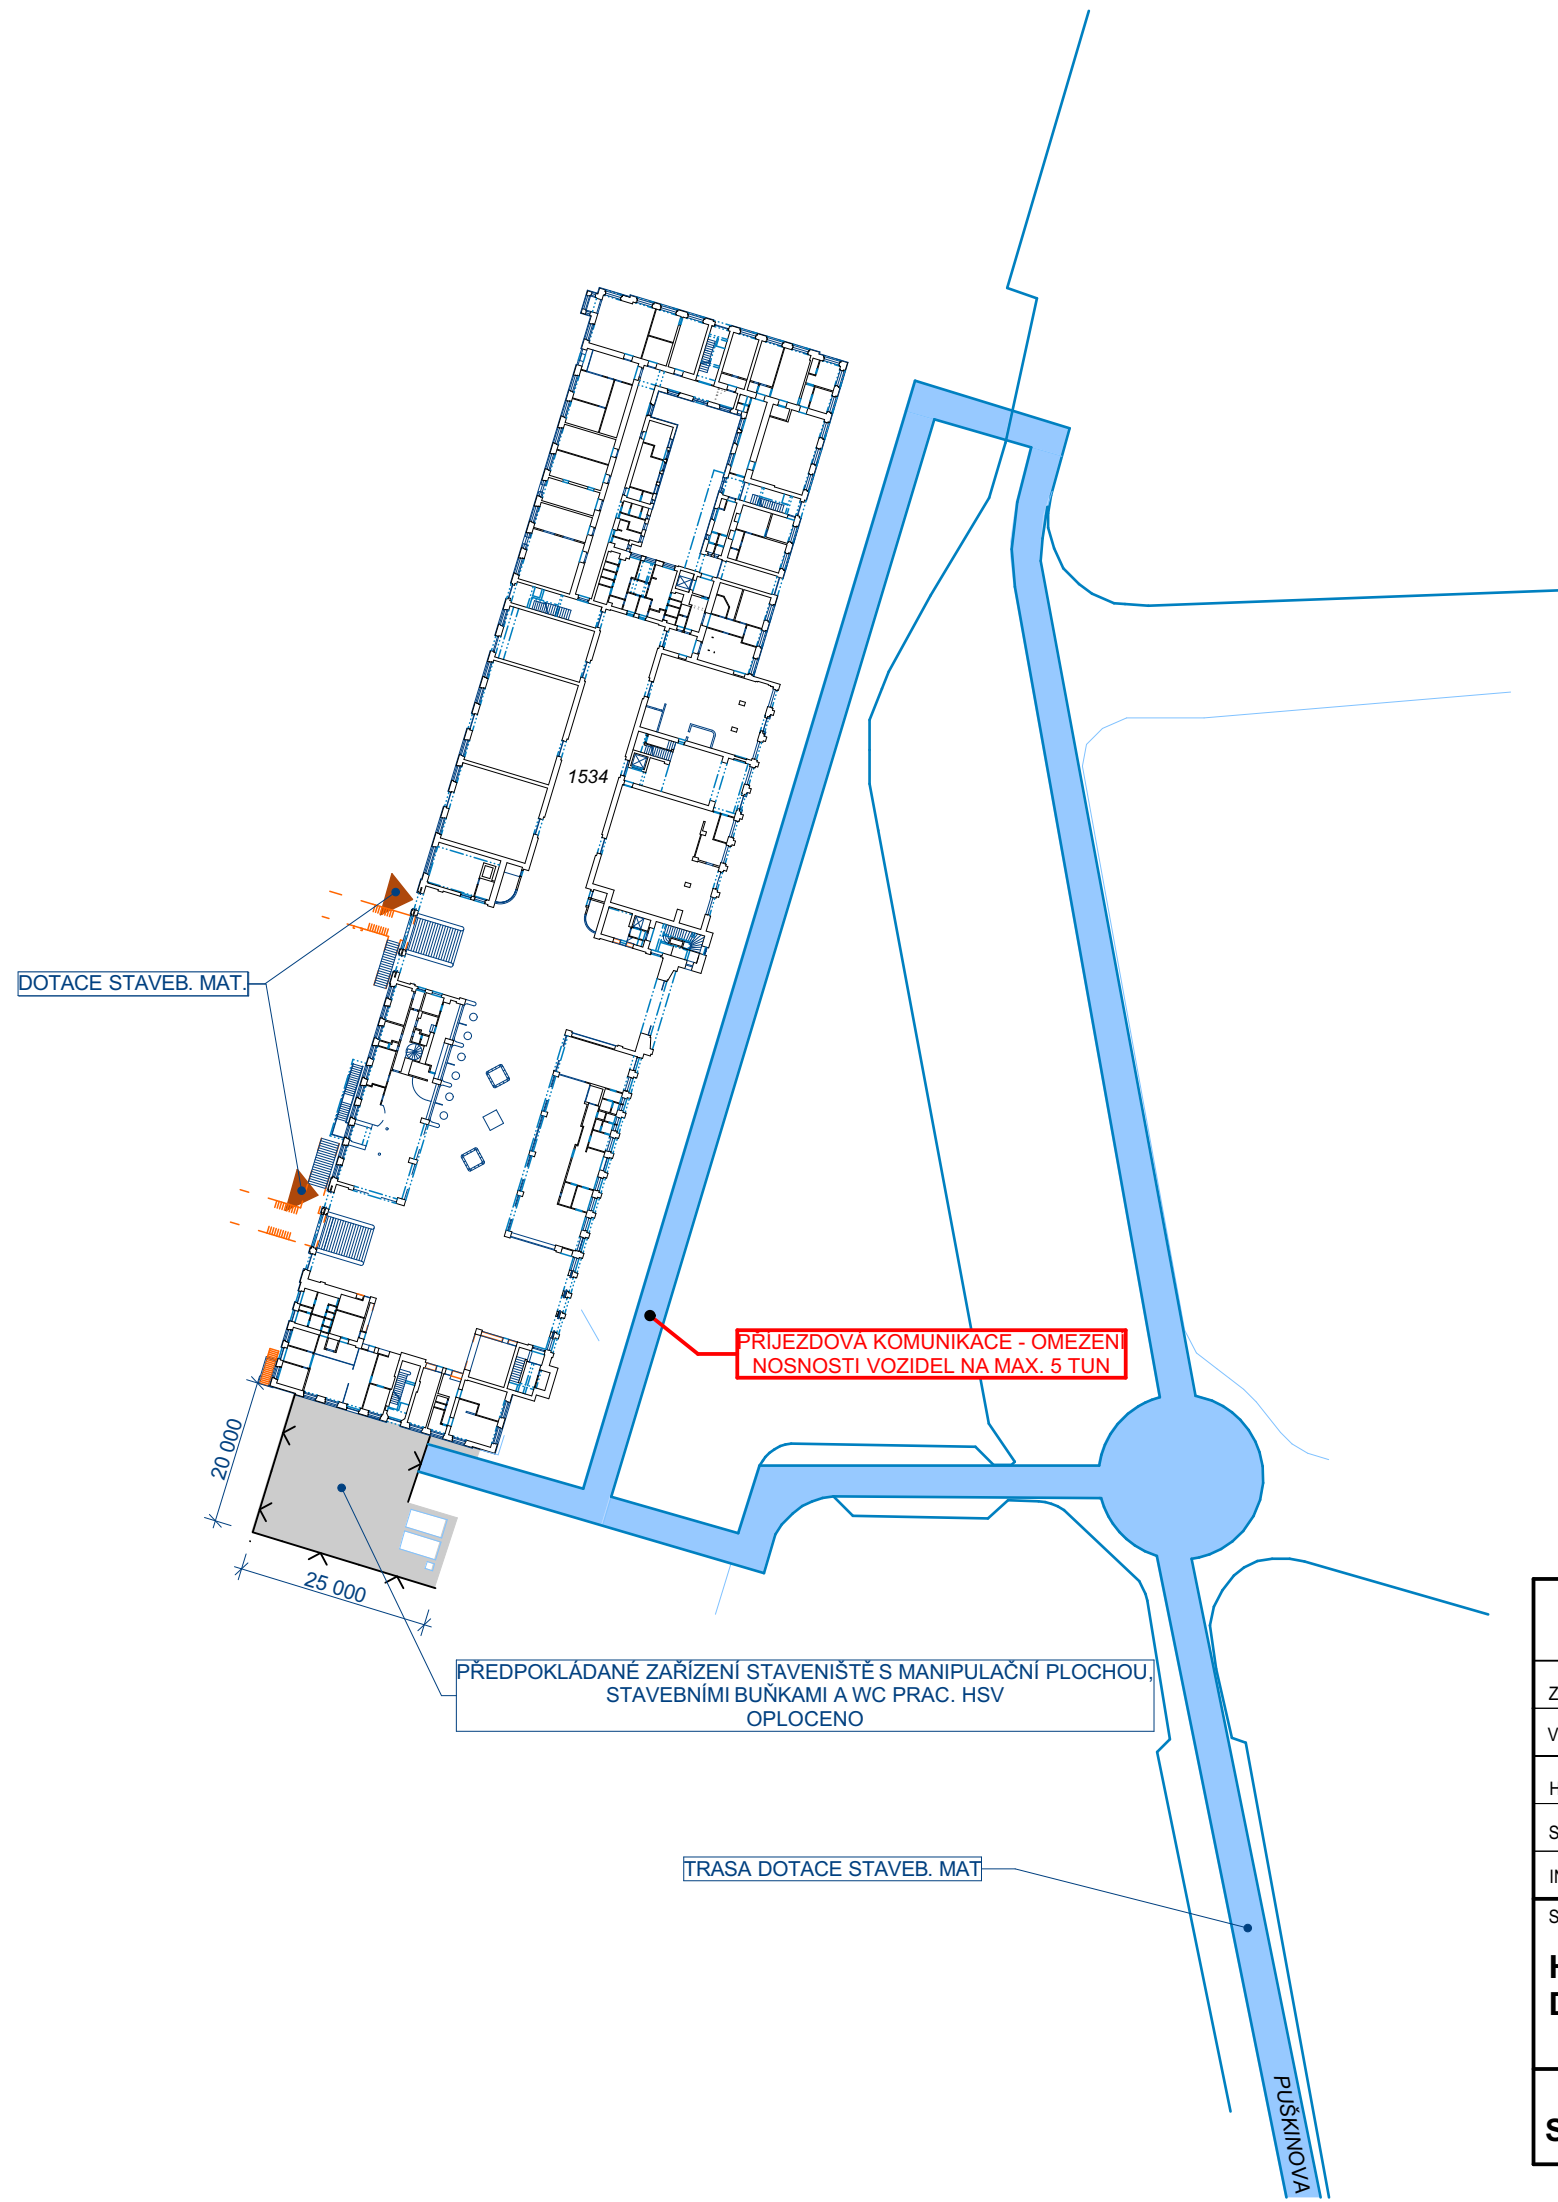 1534
DOTACE STAVEB. MAT.
PŘÍJEZDOVÁ KOMUNIKACE - OMEZENÍ
NOSNOSTI VOZIDEL NA MAX. 5 TUN
20 000
25 000
PŘEDPOKLÁDANÉ ZAŘÍZENÍ STAVENIŠTĚ S MANIPULAČNÍ PLOCHOU,
STAVEBNÍMI BUŇKAMI A WC PRAC. HSV
OPLOCENO
TRASA DOTACE STAVEB. MAT
PUŠKINOVA
Z
V
H
S
IN
S
H
D
S